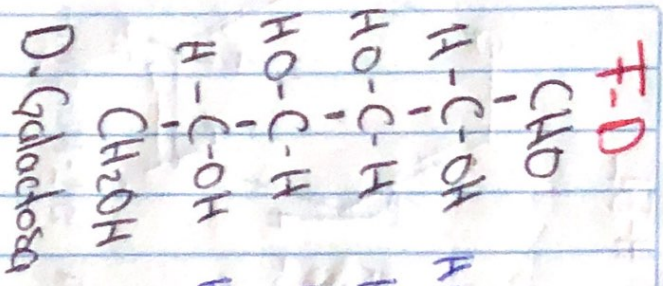 F-D
CHO
|
H-C-OH
|
HO-C-H
|
HO-C-H
|
H-C-OH
|
CH₂OH
D-Galactosa